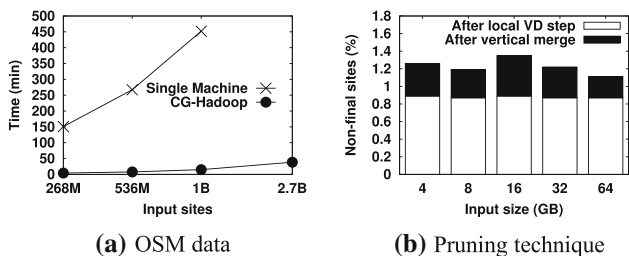 500
450
400
350
300
250
200
150
100
50
0
Time (min)
Single Machine
CG-Hadoop
268M 536M 1B 2.7B
Input sites
(a) OSM data
1.8
1.6
1.4
1.2
1
0.8
0.6
0.4
0.2
0
Non-final sites (%)
After local VD step
After vertical merge
4 8 16 32 64
Input size (GB)
(b) Pruning technique